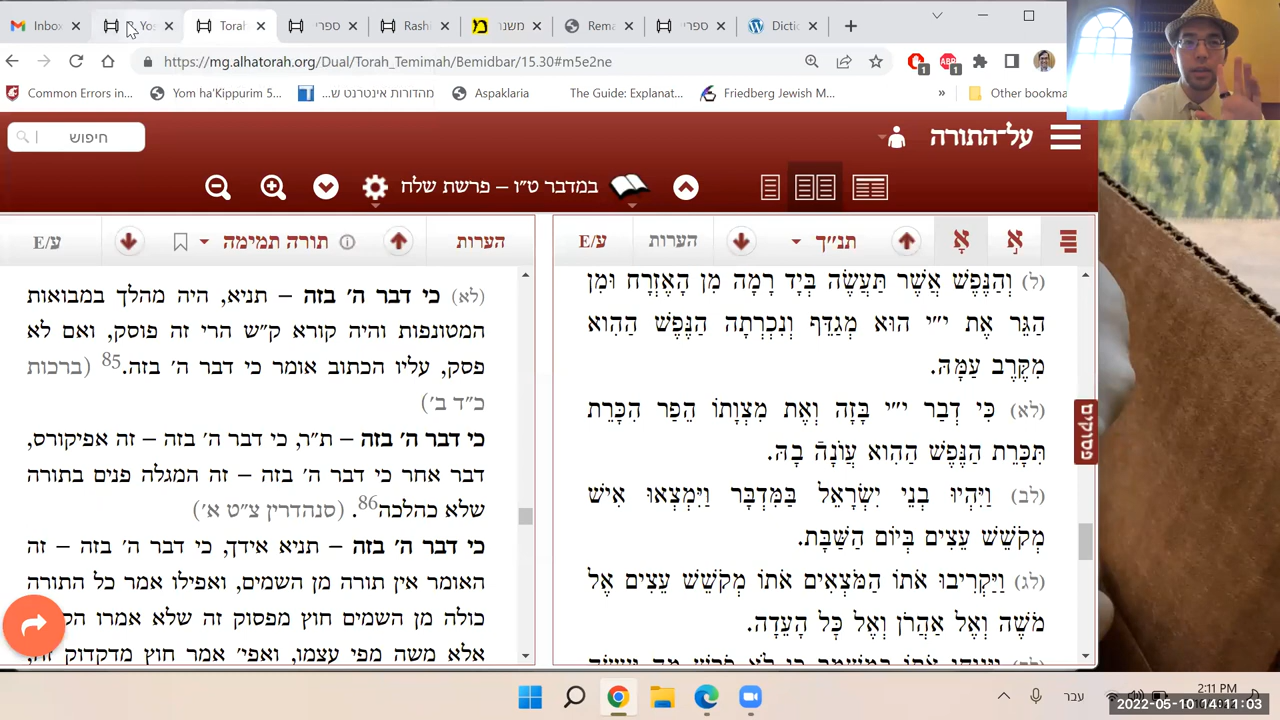 Inbox
Yo
Torah
ספרי
Ra
משנו
Rema
ספרי
Dictic
https://mg.alhatorah.org/Dual/Torah_Temimah/Bemidbar/15.30#m5e2ne
Common Errors in...
Yom ha'Kippurim 5...
מהדורות אינטרנט ש...
Aspaklaria
The Guide: Explanat...
Friedberg Jewish M...
»
Other bookma
חיפוש
על־התורה
במדבר ט"ו – פרשת שלח
תנ"ך
הערות
ע/E
הערות
תורה תמימה
ע/E
(ל) וְהַנֶּפֶשׁ אֲשֶׁר תַּעֲשֶׂה בְּיָד רָמָה מִן הָאֶזְרָח וּמִן
הַגֵּר אֶת י"י הוּא מְגַדֵּף וְנִכְרְתָה הַנֶּפֶשׁ הַהִוא
מִקֶּרֶב עַמָּהּ.
(לא) כִּי דְבַר י"י בָּזָה וְאֶת מִצְוָתוֹ הֵפַר הִכָּרֵת
תִּכָּרֵת הַנֶּפֶשׁ הַהִוא עֲוֺנָהֿ בָהּ.
(לב) וַיִּהְיוּ בְנֵי יִשְׂרָאֵל בַּמִּדְבָּר וַיִּמְצְאוּ אִישׁ
מְקֹשֵׁשׁ עֵצִים בְּיוֹם הַשַּׁבָּת.
(לג) וַיַּקְרִיבוּ אֹתוֹ הַמֹּצְאִים אֹתוֹ מְקֹשֵׁשׁ עֵצִים אֶל
מֹשֶׁה וְאֶל אַהֲרֹן וְאֶל כׇּל הָעֵדָה.
פסוקים
(לא) כי דבר ה' בזה – תניא, היה מהלך במבואות
המטונפות והיה קורא ק"ש הרי זה פוסק, ואם לא
פסק, עליו הכתוב אומר כי דבר ה' בזה.85 (ברכות
כ"ד ב')
כי דבר ה' בזה – ת"ר, כי דבר ה' בזה – זה אפיקורס,
דבר אחר כי דבר ה' בזה – זה המגלה פנים בתורה
שלא כהלכה86. (סנהדרין צ"ט א')
כי דבר ה' בזה – תניא אידך, כי דבר ה' בזה – זה
האומר אין תורה מן השמים, ואפילו אמר כל התורה
כולה מן השמים חוץ מפסוק זה שלא אמרו
אלא משה מפי עצמו, ואפי' אמר חוץ מדקדוק זה,
עבר
2:11 PM
2022-05-10 14:11:03